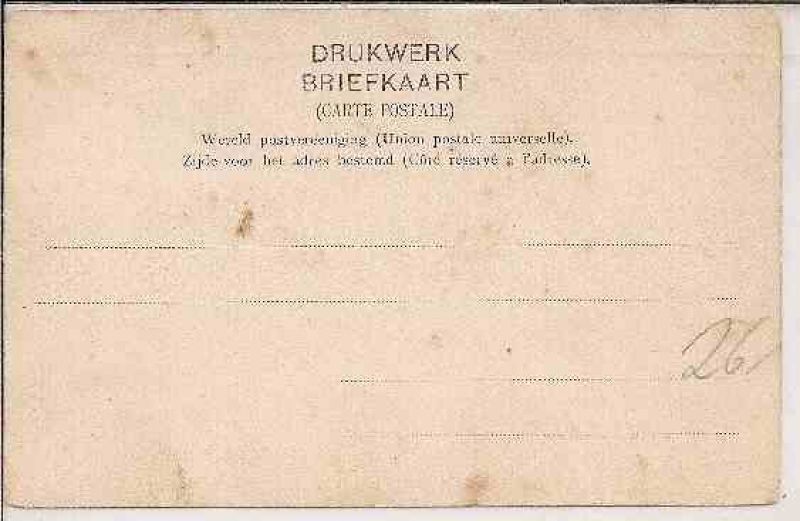 DRUKWERK
BRIEFKAART
(CARTE POSTALE)
Wereld postvereeniging (Union postale universelle).
Zijde voor het adres bestemd (Côté réservé à l'adresse).
26